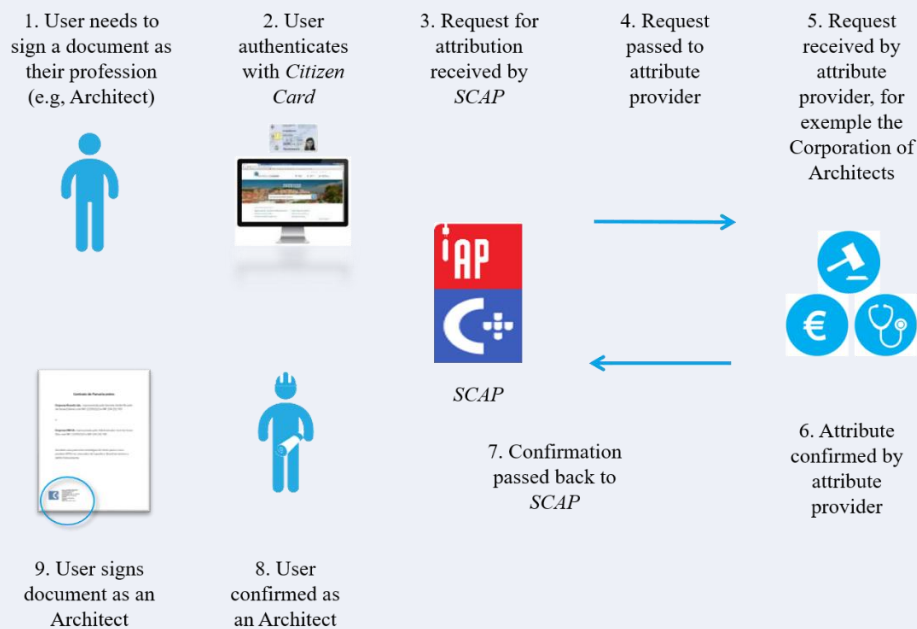 1. User needs to
sign a document as
their profession
(e.g, Architect)
2. User
authenticates
with Citizen
Card
3. Request for
attribution
received by
SCAP
4. Request
passed to
attribute
provider
5. Request
received by
attribute
provider, for
exemple the
Corporation of
Architects
iAP
C
€
SCAP
6. Attribute
confirmed by
attribute
provider
7. Confirmation
passed back to
SCAP
8. User
confirmed as
an Architect
9. User signs
document as an
Architect